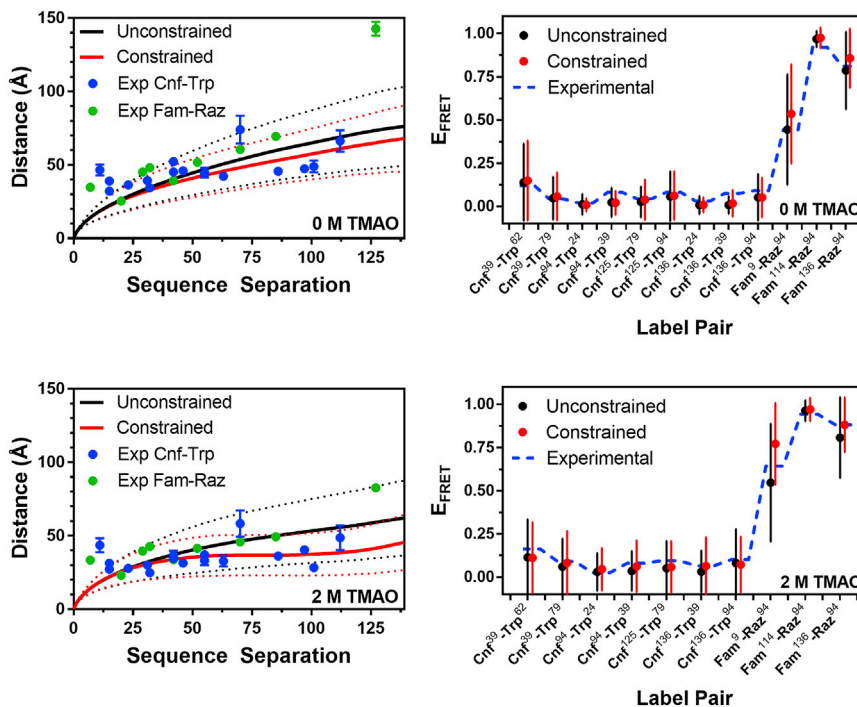 150
100
50
0
Distance (Å)
Unconstrained
Constrained
Exp Cnf-Trp
Exp Fam-Raz
0 M TMAO
0 25 50 75 100 125
Sequence Separation
1.00
0.75
0.50
0.25
0.00
E_FRET
Unconstrained
Constrained
Experimental
0 M TMAO
Cnf³⁹-Trp⁶²
Cnf³⁹-Trp⁷⁹
Cnf⁹⁴-Trp²⁴
Cnf⁹⁴-Trp³⁹
Cnf¹²⁵-Trp⁷⁹
Cnf¹²⁵-Trp⁹⁴
Cnf¹³⁶-Trp²⁴
Cnf¹³⁶-Trp³⁹
Cnf¹³⁶-Trp⁹⁴
Fam⁹-Raz⁹⁴
Fam¹¹⁴-Raz⁹⁴
Fam¹³⁶-Raz⁹⁴
Label Pair
150
100
50
0
Distance (Å)
Unconstrained
Constrained
Exp Cnf-Trp
Exp Fam-Raz
2 M TMAO
0 25 50 75 100 125
Sequence Separation
1.00
0.75
0.50
0.25
0.00
E_FRET
Unconstrained
Constrained
Experimental
2 M TMAO
Cnf³⁹-Trp⁶²
Cnf³⁹-Trp⁷⁹
Cnf⁹⁴-Trp²⁴
Cnf⁹⁴-Trp³⁹
Cnf¹²⁵-Trp⁷⁹
Cnf¹³⁶-Trp³⁹
Cnf¹³⁶-Trp⁹⁴
Fam⁹-Raz⁹⁴
Fam¹¹⁴-Raz⁹⁴
Fam¹³⁶-Raz⁹⁴
Label Pair